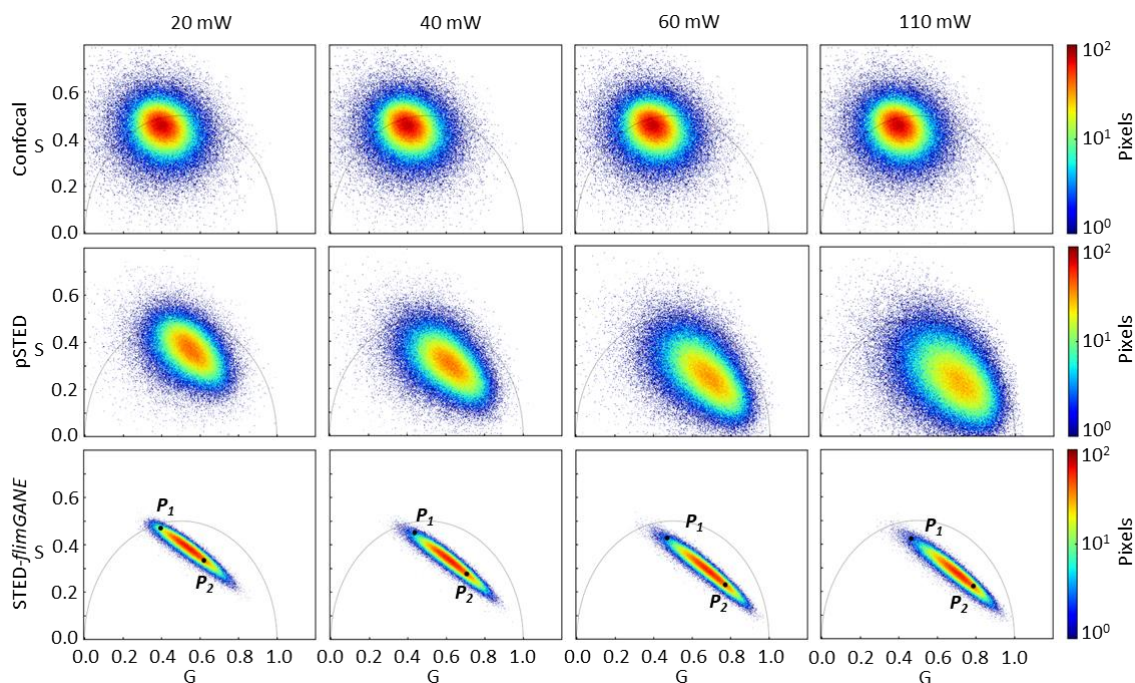 20 mW 40 mW 60 mW 110 mW
Confocal
S
0.6
0.4
0.2
0.0
10² 10¹ 10⁰
Pixels
pSTED
S
0.6
0.4
0.2
0.0
10² 10¹ 10⁰
Pixels
STED-flimGANE
S
0.6
0.4
0.2
0.0
P₁ P₁ P₁ P₁
P₂ P₂ P₂ P₂
10² 10¹ 10⁰
Pixels
0.0 0.2 0.4 0.6 0.8 1.0 0.0 0.2 0.4 0.6 0.8 1.0 0.0 0.2 0.4 0.6 0.8 1.0 0.0 0.2 0.4 0.6 0.8 1.0
G G G G